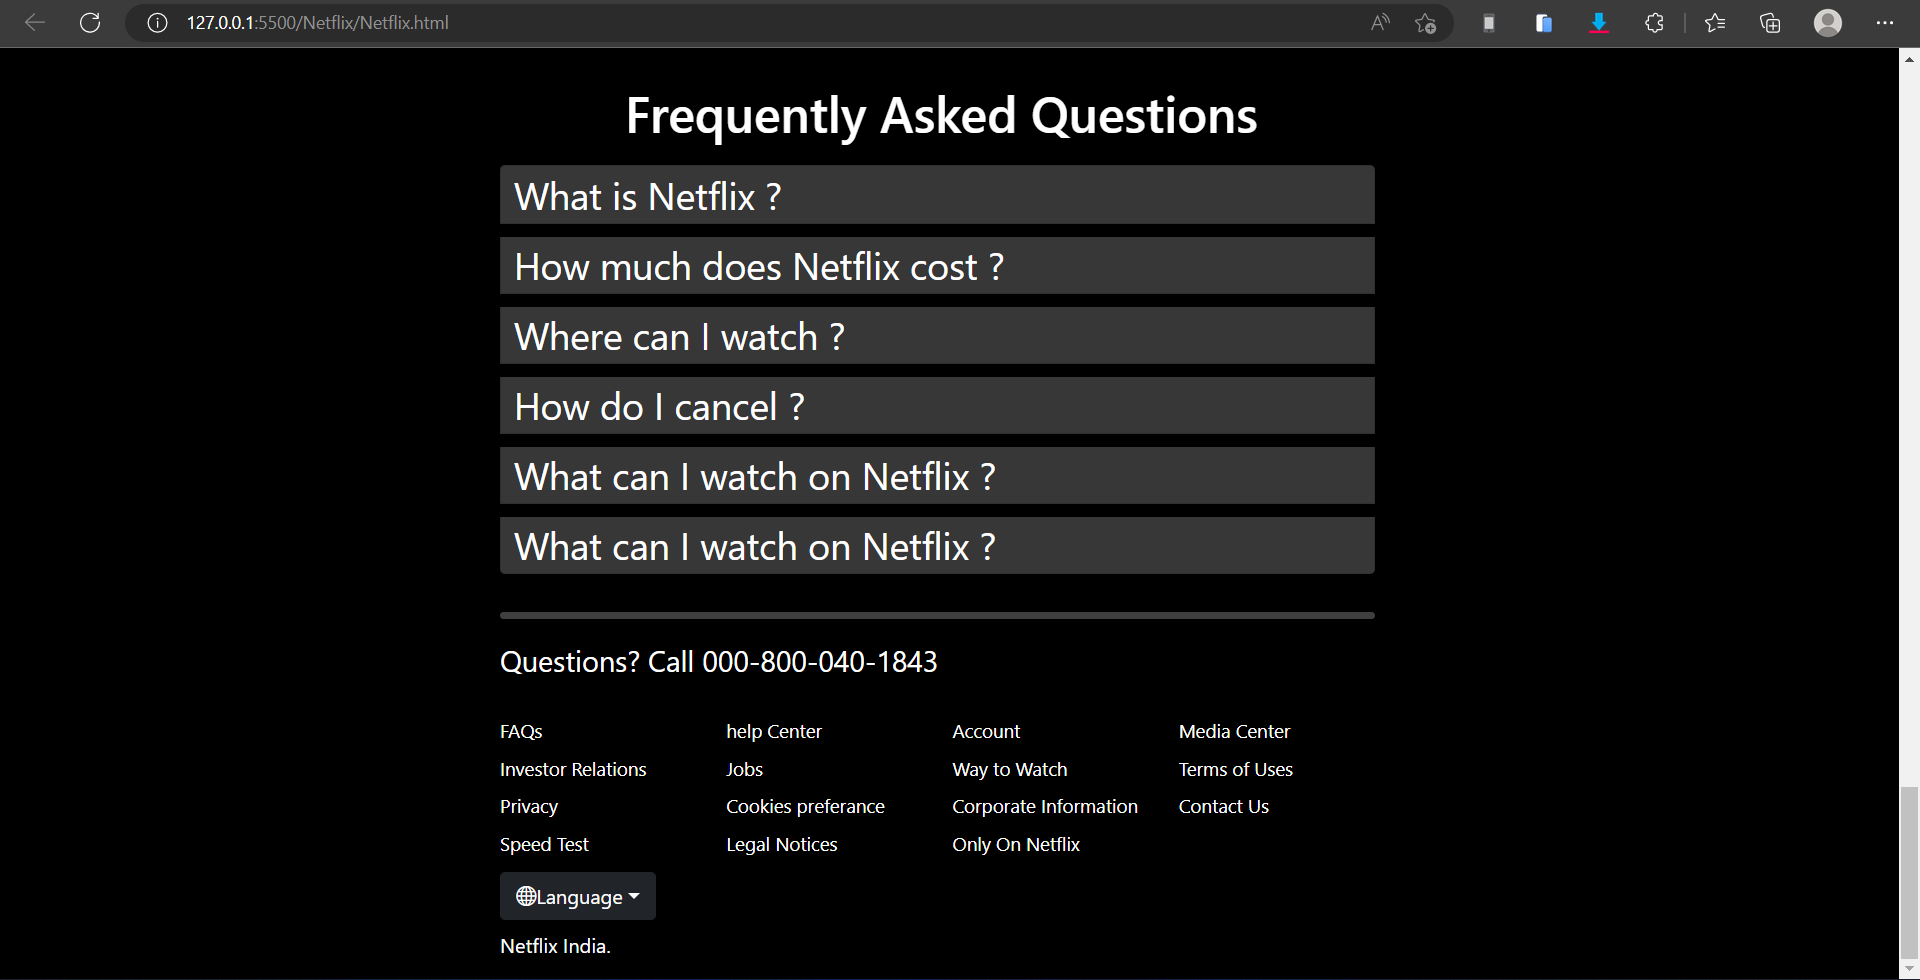 127.0.0.1:5500/Netflix/Netflix.html
Frequently Asked Questions
What is Netflix ?
How much does Netflix cost ?
Where can I watch ?
How do I cancel ?
What can I watch on Netflix ?
What can I watch on Netflix ?
Questions? Call 000-800-040-1843
FAQs help Center Account Media Center
Investor Relations Jobs Way to Watch Terms of Uses
Privacy Cookies preferance Corporate Information Contact Us
Speed Test Legal Notices Only On Netflix
Language
Netflix India.